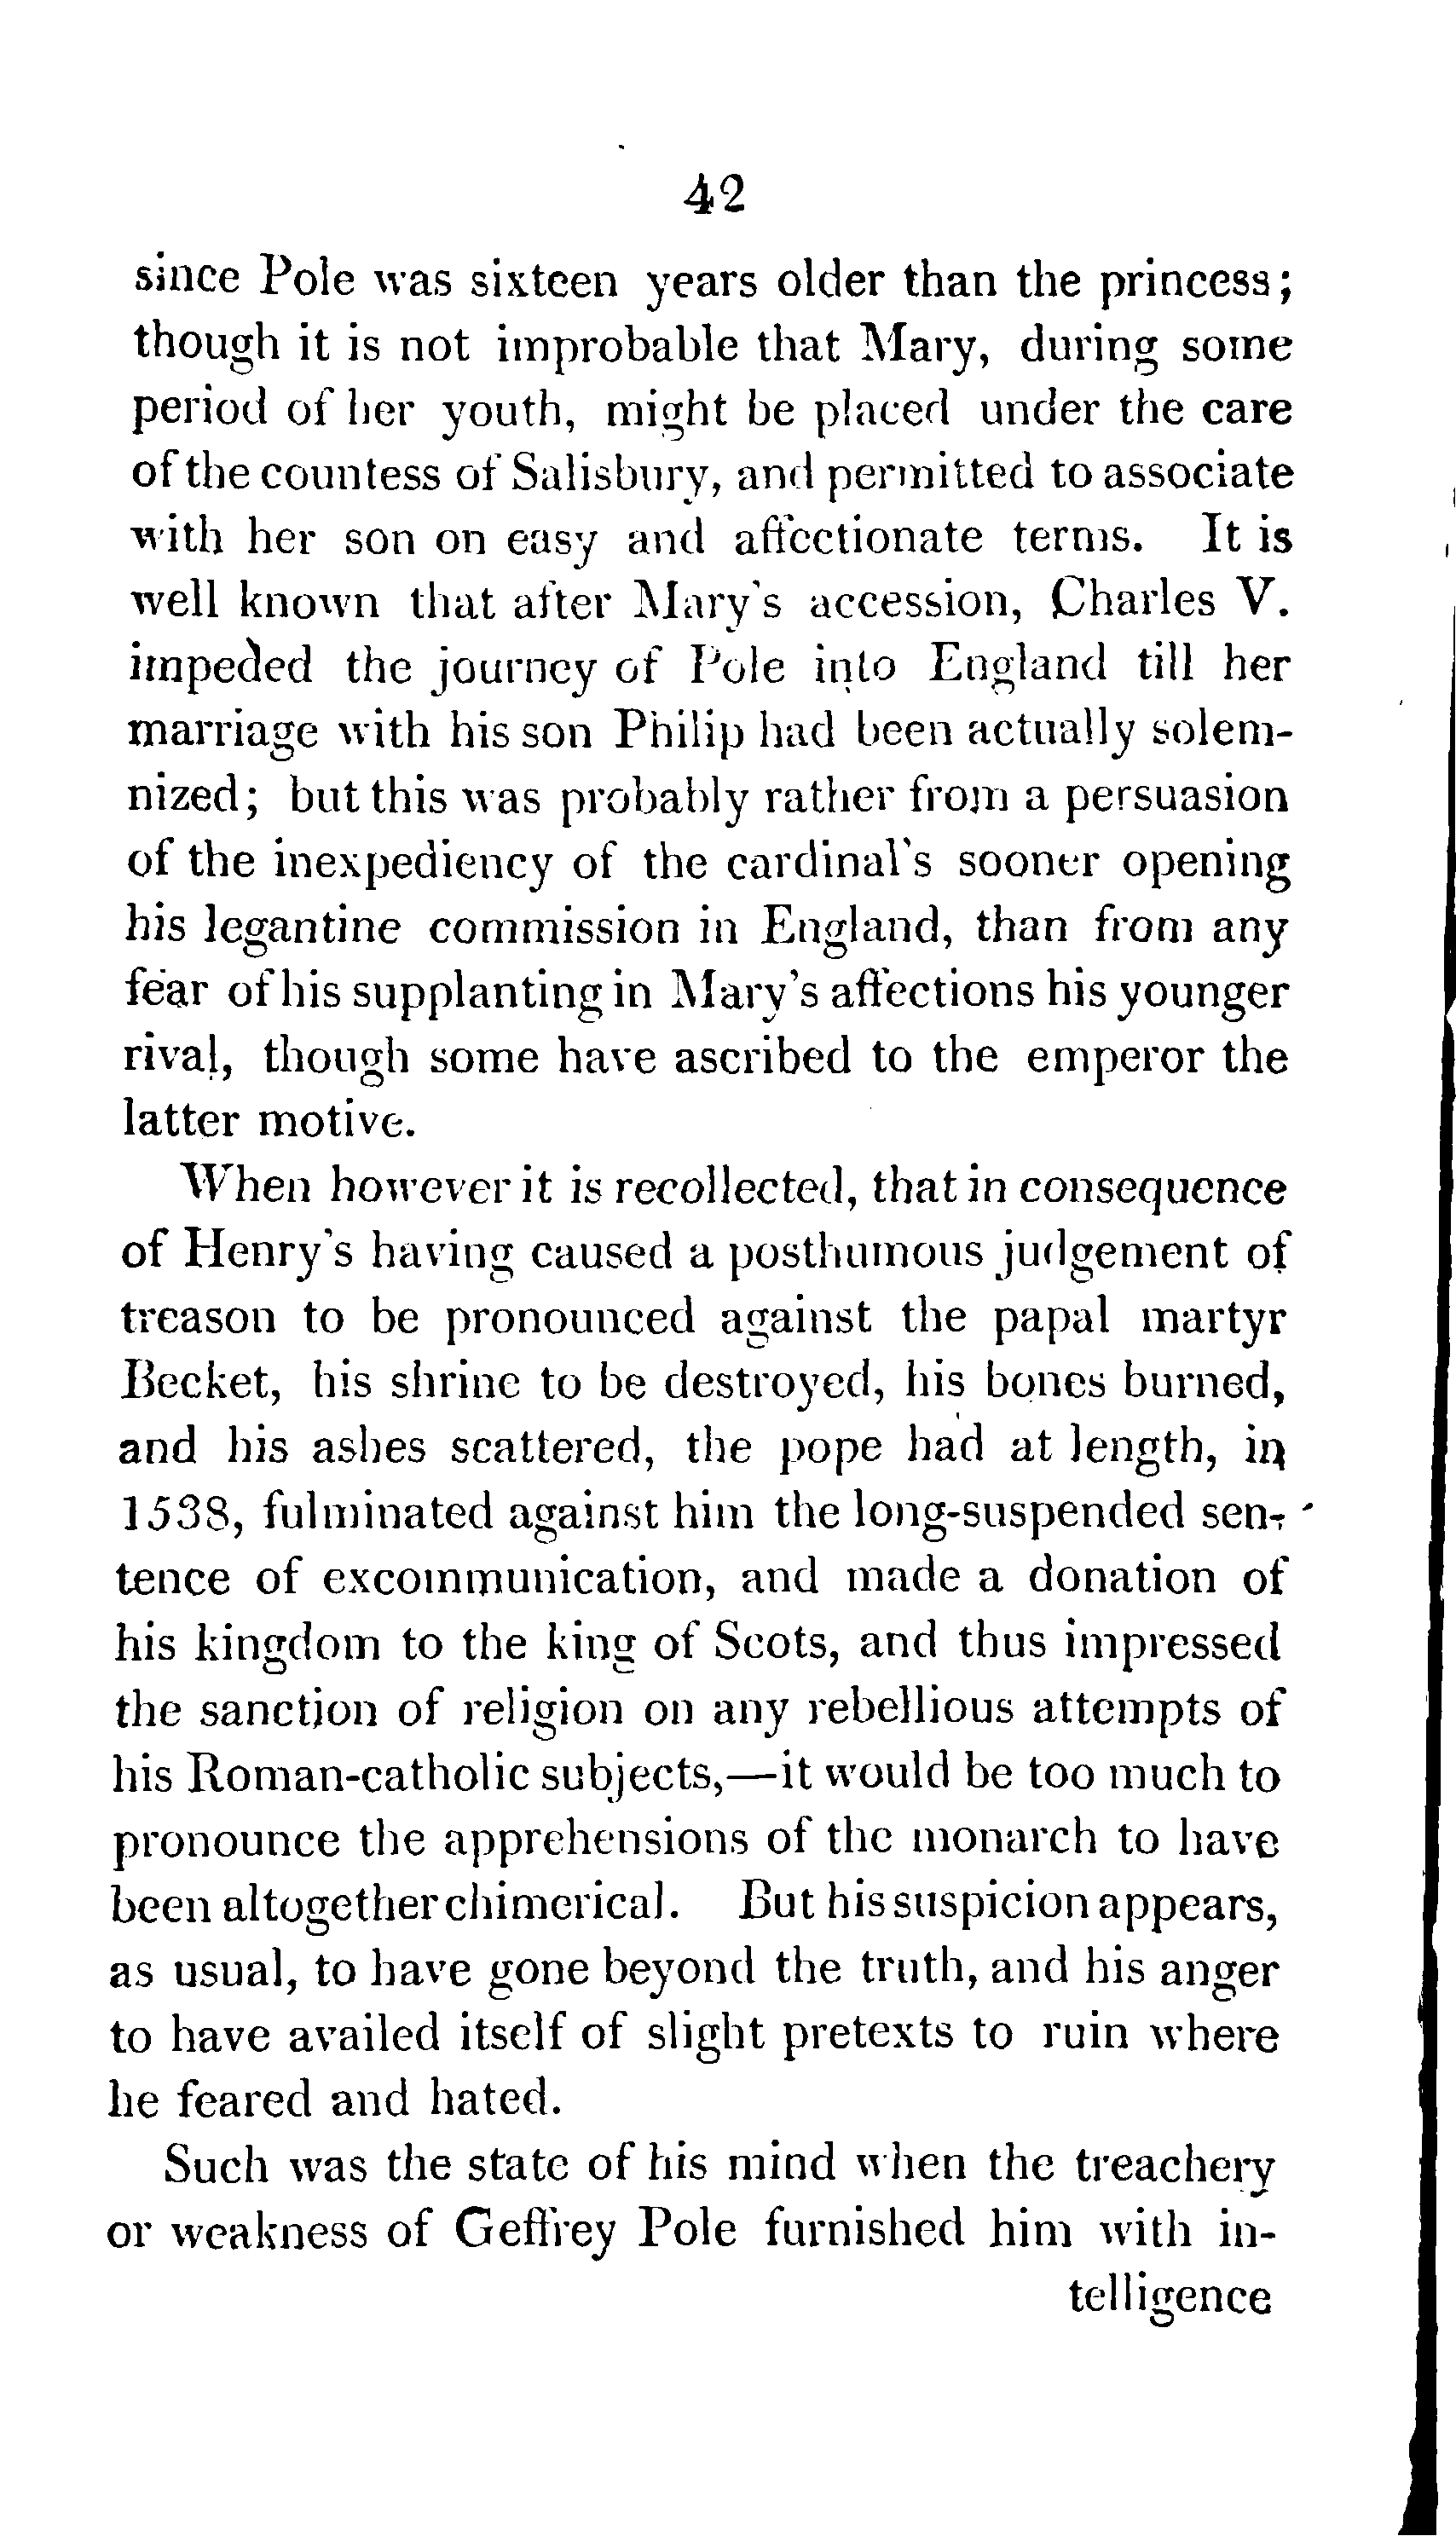 42
since Pole was sixteen years older than the princess;
though it is not improbable that Mary, during some
period of her youth, might be placed under the care
of the countess of Salisbury, and permitted to associate
with her son on easy and affectionate terms. It is
well known that after Mary's accession, Charles V.
impeded the journey of Pole into England till her
marriage with his son Philip had been actually solem-
nized; but this was probably rather from a persuasion
of the inexpediency of the cardinal's sooner opening
his legantine commission in England, than from any
fear of his supplanting in Mary's affections his younger
rival, though some have ascribed to the emperor the
latter motive.
When however it is recollected, that in consequence
of Henry's having caused a posthumous judgement of
treason to be pronounced against the papal martyr
Becket, his shrine to be destroyed, his bones burned,
and his ashes scattered, the pope had at length, in
1538, fulminated against him the long-suspended sen-
tence of excommunication, and made a donation of
his kingdom to the king of Scots, and thus impressed
the sanction of religion on any rebellious attempts of
his Roman-catholic subjects,—it would be too much to
pronounce the apprehensions of the monarch to have
been altogether chimerical. But his suspicion appears,
as usual, to have gone beyond the truth, and his anger
to have availed itself of slight pretexts to ruin where
he feared and hated.
Such was the state of his mind when the treachery
or weakness of Geffrey Pole furnished him with in-
telligence